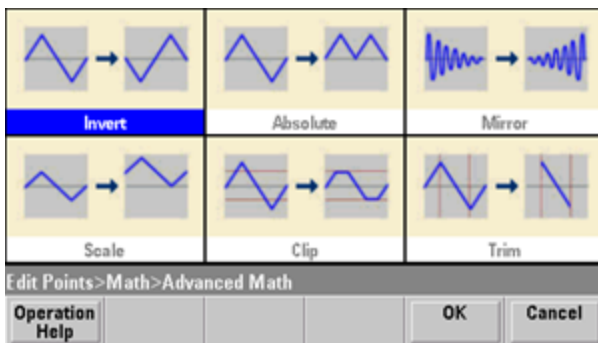 Invert
Absolute
Mirror
Scale
Clip
Trim
Edit Points>Math>Advanced Math
Operation
Help
OK
Cancel